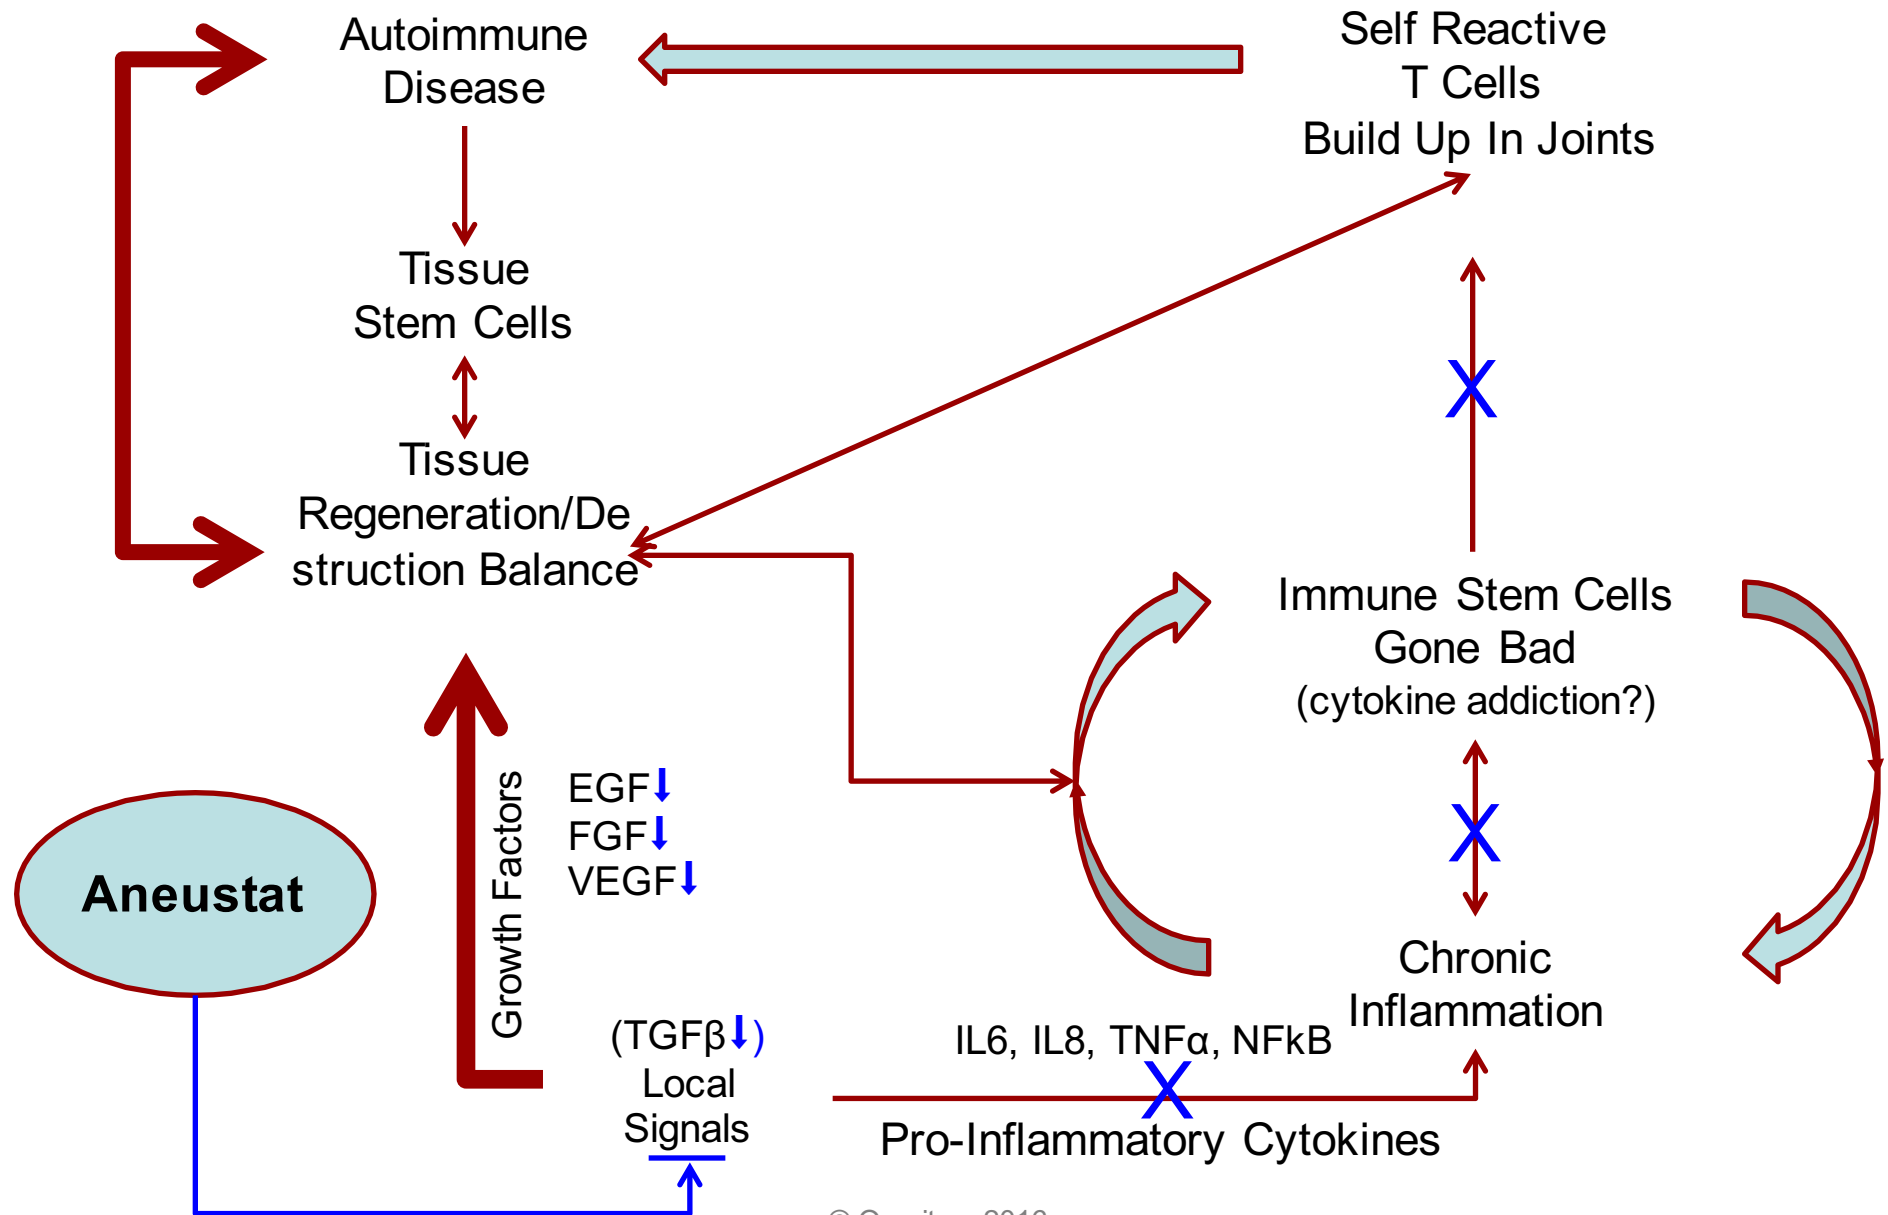 Autoimmune
Disease
Self Reactive
T Cells
Build Up In Joints
Tissue
Stem Cells
Tissue
Regeneration/De
struction Balance
X
Immune Stem Cells
Gone Bad
(cytokine addiction?)
Growth Factors
EGF
FGF
VEGF
X
Aneustat
Chronic
Inflammation
(TGFβ)
Local
Signals
IL6, IL8, TNFα, NFkB
X
Pro-Inflammatory Cytokines